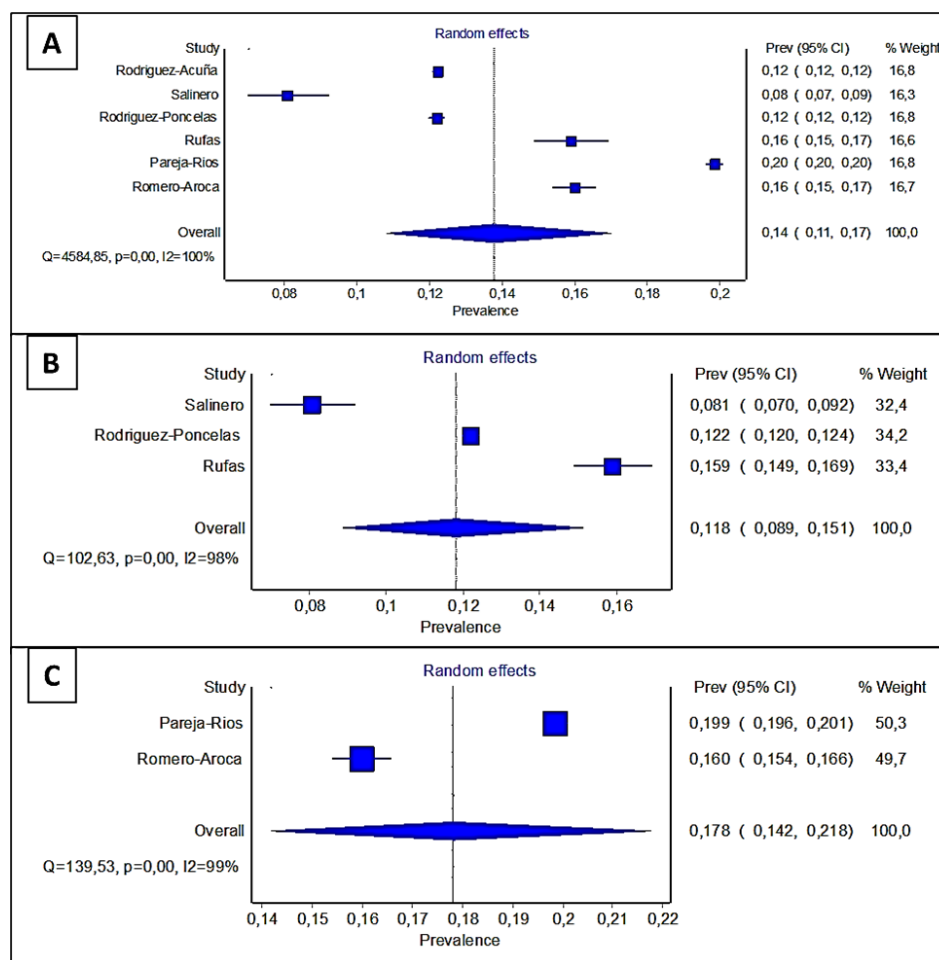 A
Random effects
Study Prev (95% CI) % Weight
Rodriguez-Acuña 0,12 ( 0,12, 0,12) 16,8
Salinero 0,08 ( 0,07, 0,09) 16,3
Rodriguez-Poncelas 0,12 ( 0,12, 0,12) 16,8
Rufas 0,16 ( 0,15, 0,17) 16,6
Pareja-Rios 0,20 ( 0,20, 0,20) 16,8
Romero-Aroca 0,16 ( 0,15, 0,17) 16,7
Overall 0,14 ( 0,11, 0,17) 100,0
Q=4584,85, p=0,00, I2=100%
0,08 0,1 0,12 0,14 0,16 0,18 0,2
Prevalence
B
Random effects
Study Prev (95% CI) % Weight
Salinero 0,081 ( 0,070, 0,092) 32,4
Rodriguez-Poncelas 0,122 ( 0,120, 0,124) 34,2
Rufas 0,159 ( 0,149, 0,169) 33,4
Overall 0,118 ( 0,089, 0,151) 100,0
Q=102,63, p=0,00, I2=98%
0,08 0,1 0,12 0,14 0,16
Prevalence
C
Random effects
Study Prev (95% CI) % Weight
Pareja-Rios 0,199 ( 0,196, 0,201) 50,3
Romero-Aroca 0,160 ( 0,154, 0,166) 49,7
Overall 0,178 ( 0,142, 0,218) 100,0
Q=139,53, p=0,00, I2=99%
0,14 0,15 0,16 0,17 0,18 0,19 0,2 0,21 0,22
Prevalence